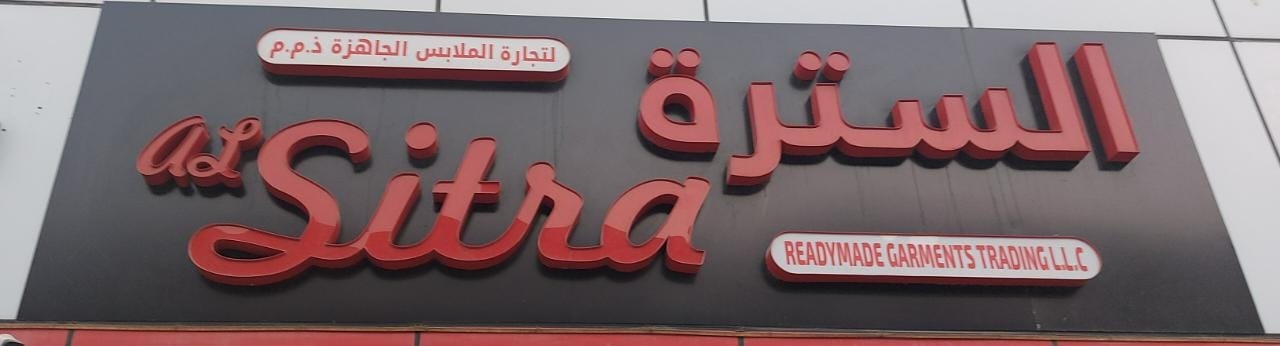 السترة
لتجارة الملابس الجاهزة ذ.م.م
AL Sitra
READYMADE GARMENTS TRADING L.L.C